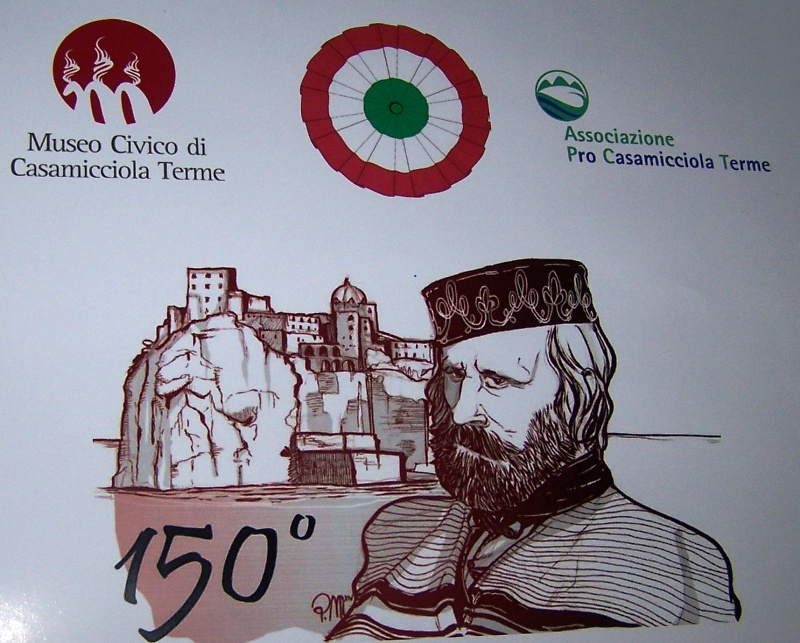 Museo Civico di
Casamicciola Terme
Associazione
Pro Casamicciola Terme
150°